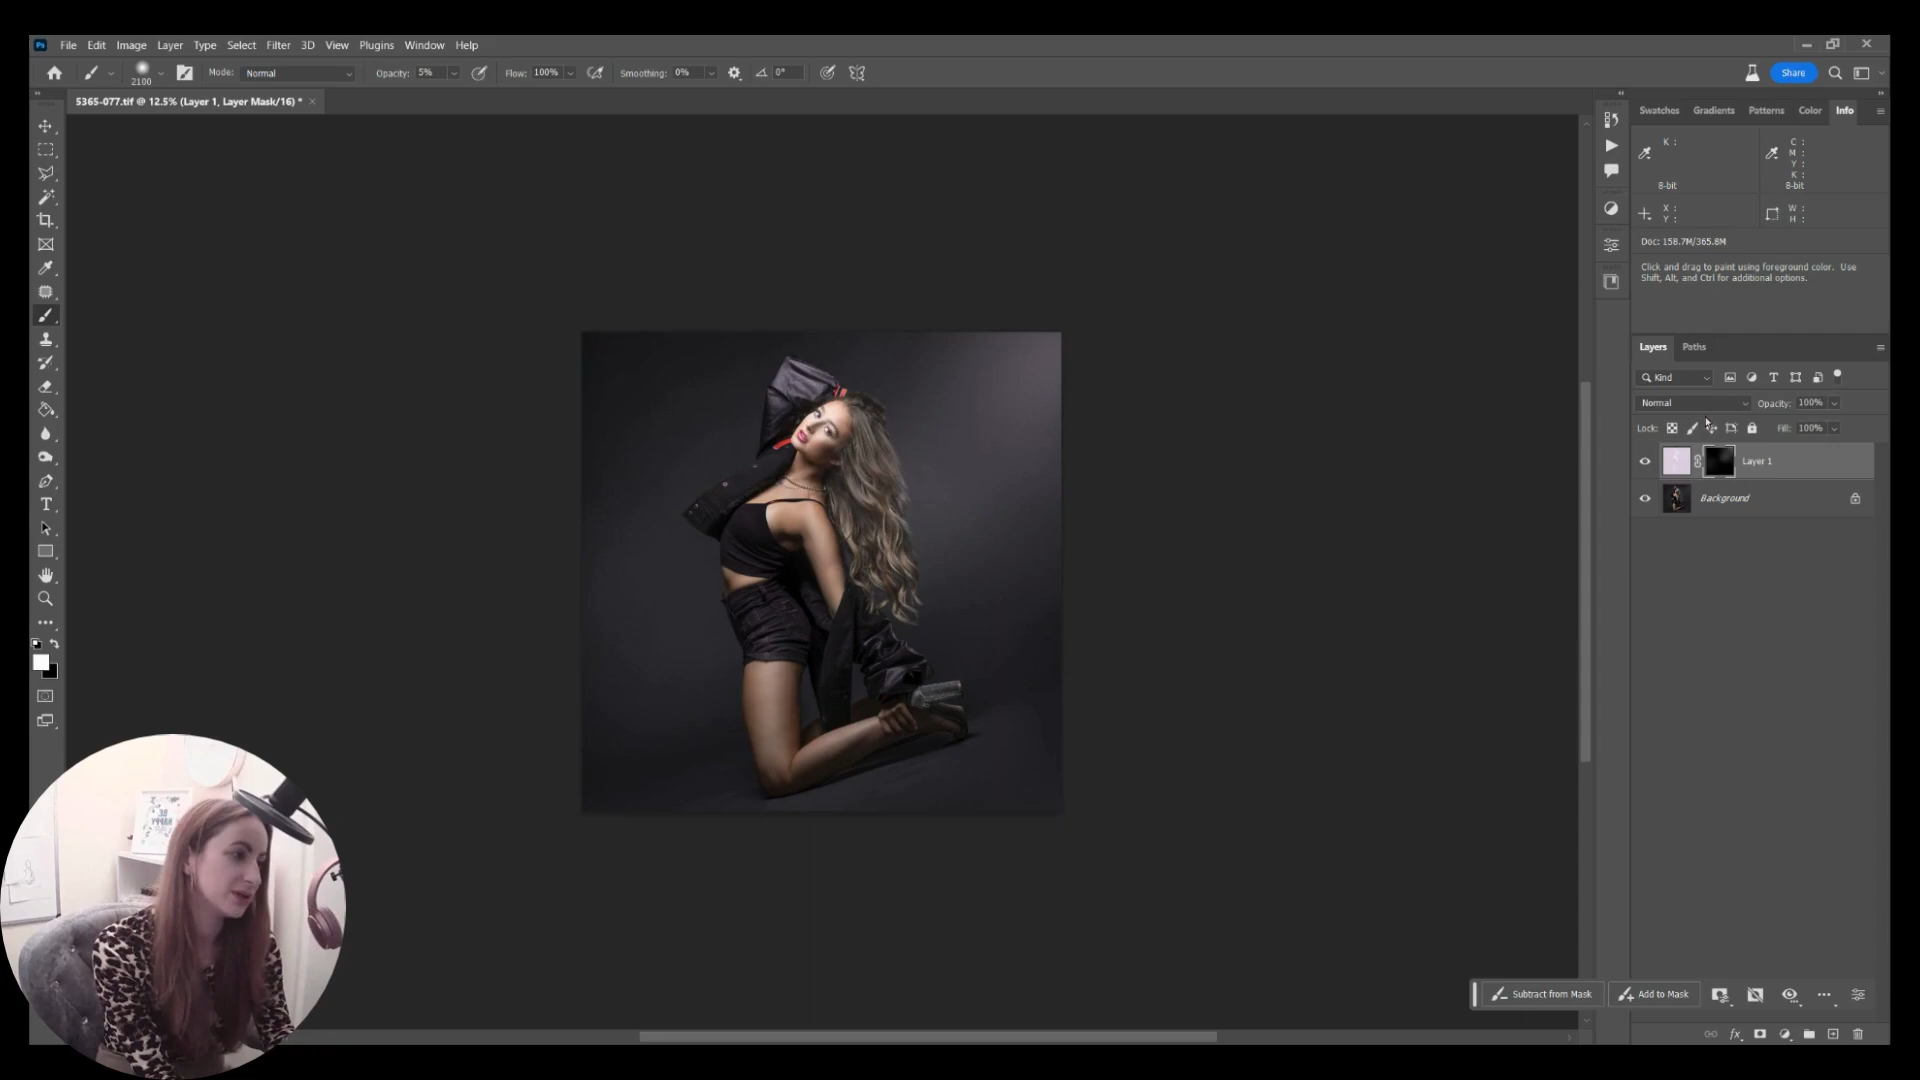 Ps File Edit Image Layer Type Select Filter 3D View Plugins Window Help
2100 Mode: Normal Opacity: 5% Flow: 100% Smoothing: 0% 0° Share
5365-077.tif @ 12.5% (Layer 1, Layer Mask/16) * ×
Swatches Gradients Patterns Color Info
K : C :
M :
Y :
K :
8-bit 8-bit
X : W :
Y : H :
Doc: 158.7M/365.8M
Click and drag to paint using foreground color. Use
Shift, Alt, and Ctrl for additional options.
Layers Paths
Kind
Normal Opacity: 100%
Lock: Fill: 100%
Layer 1
Background
BE
HAPPY
Subtract from Mask Add to Mask
fx